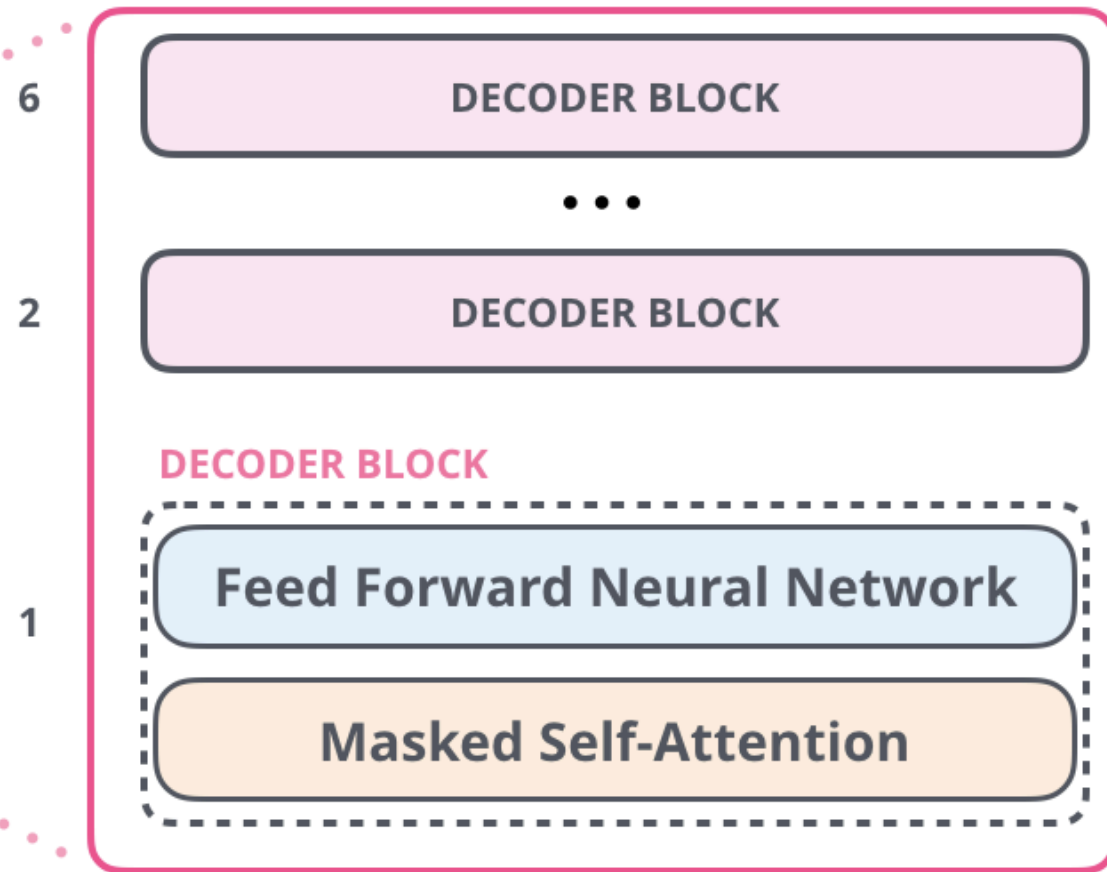 6
DECODER BLOCK
...
2
DECODER BLOCK
DECODER BLOCK
1
Feed Forward Neural Network
Masked Self-Attention